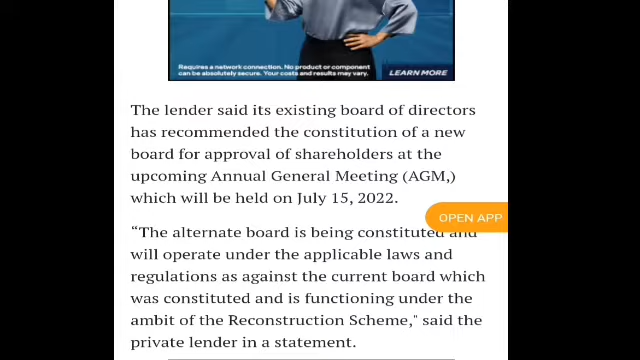 Requires a network connection. No product or component
can be absolutely secure. Your costs and results may vary.
LEARN MORE
The lender said its existing board of directors
has recommended the constitution of a new
board for approval of shareholders at the
upcoming Annual General Meeting (AGM,)
which will be held on July 15, 2022.
OPEN APP
“The alternate board is being constituted and
will operate under the applicable laws and
regulations as against the current board which
was constituted and is functioning under the
ambit of the Reconstruction Scheme," said the
private lender in a statement.